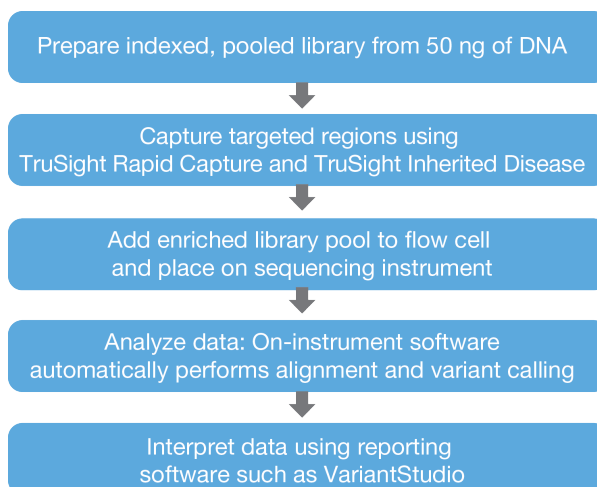 Prepare indexed, pooled library from 50 ng of DNA
Capture targeted regions using
TruSight Rapid Capture and TruSight Inherited Disease
Add enriched library pool to flow cell
and place on sequencing instrument
Analyze data: On-instrument software
automatically performs alignment and variant calling
Interpret data using reporting
software such as VariantStudio